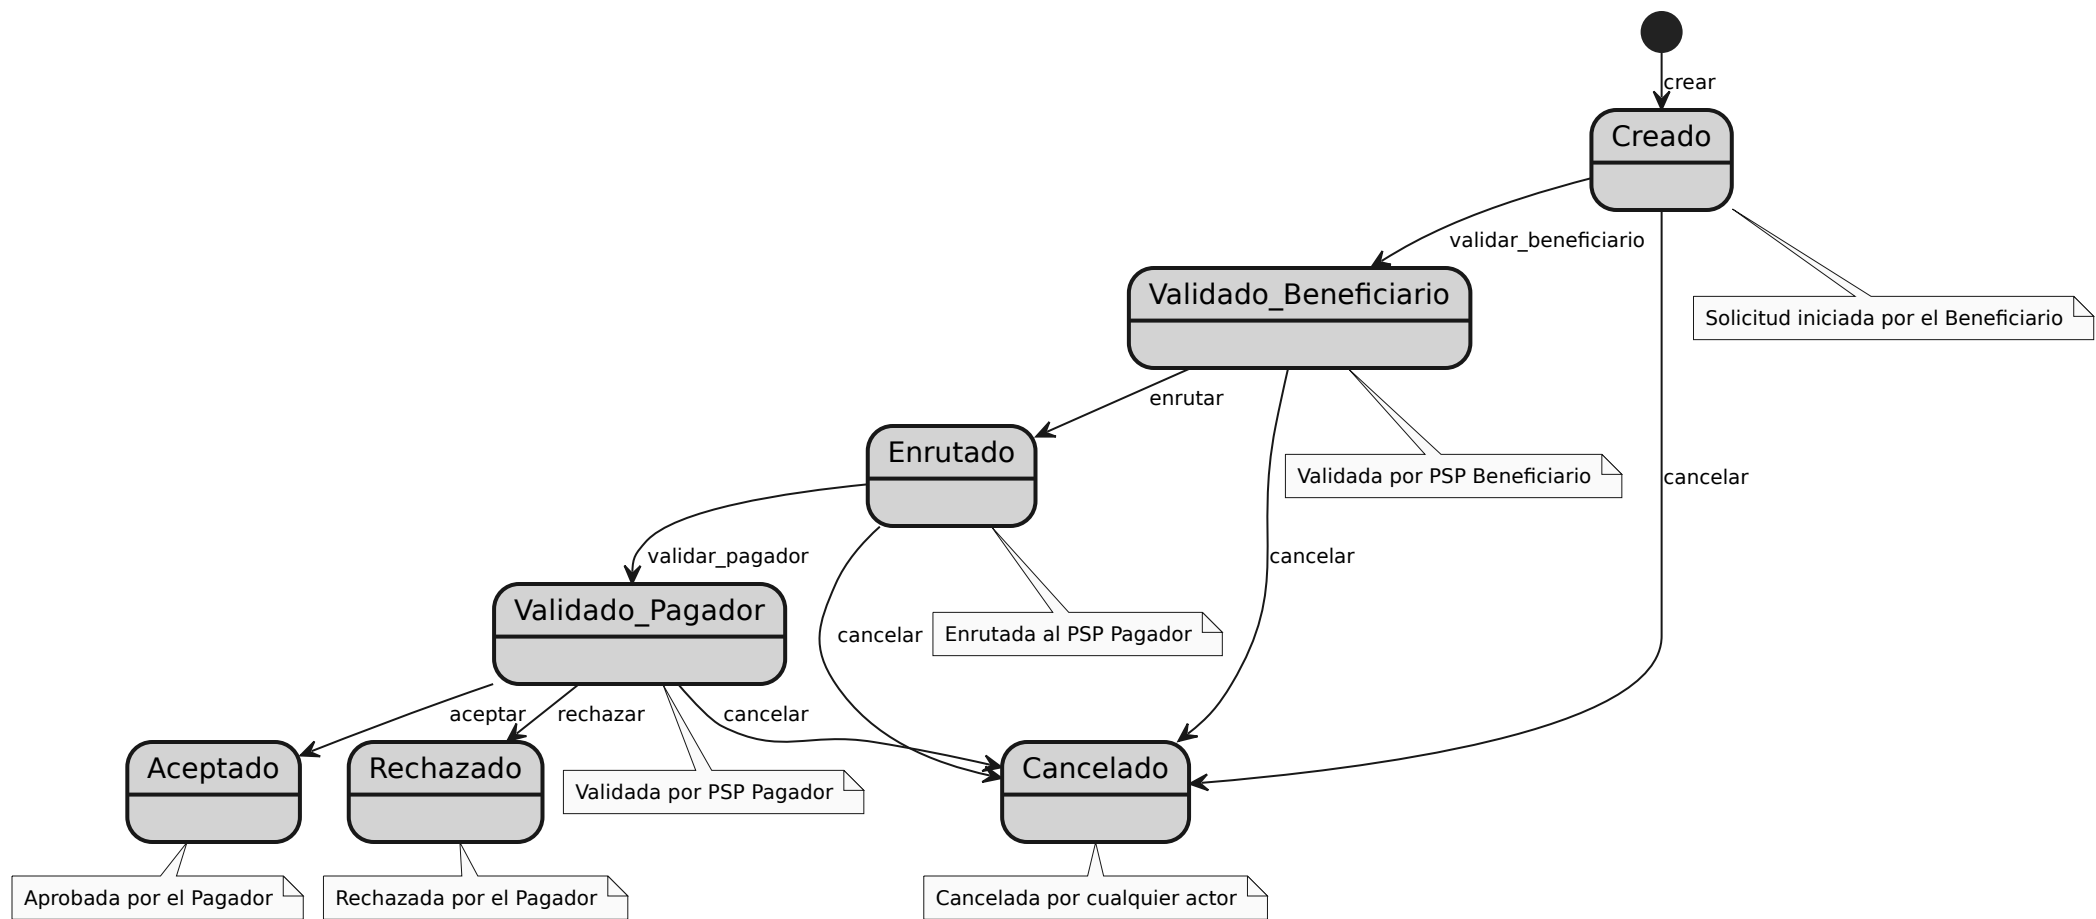 crear
Creado
validar_beneficiario
Solicitud iniciada por el Beneficiario
Validado_Beneficiario
enrutar
Enrutado
Validada por PSP Beneficiario
cancelar
validar_pagador
cancelar
Validado_Pagador
cancelar
Enrutada al PSP Pagador
aceptar
rechazar
cancelar
Aceptado
Rechazado
Validada por PSP Pagador
Cancelado
Aprobada por el Pagador
Rechazada por el Pagador
Cancelada por cualquier actor